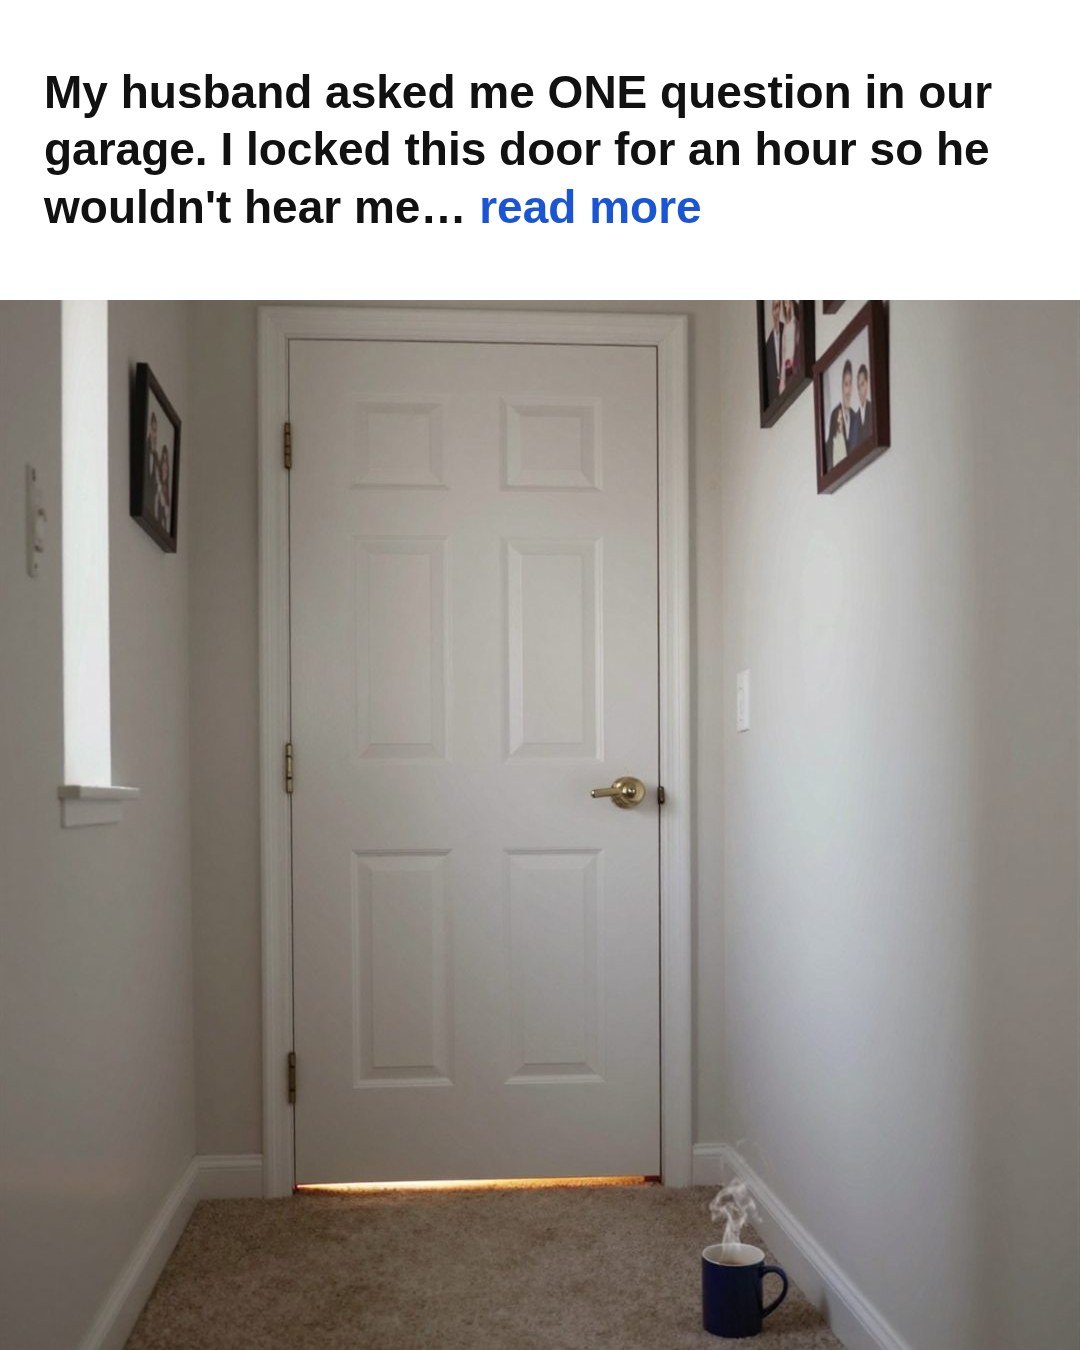 My husband asked me ONE question in our
garage. I locked this door for an hour so he
wouldn't hear me… read more